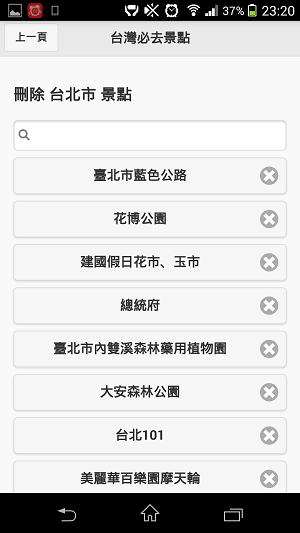 37% 23:20
上一頁
台灣必去景點
刪除 台北市 景點
臺北市藍色公路
花博公園
建國假日花市、玉市
總統府
臺北市內雙溪森林藥用植物園
大安森林公園
台北101
美麗華百樂園摩天輪